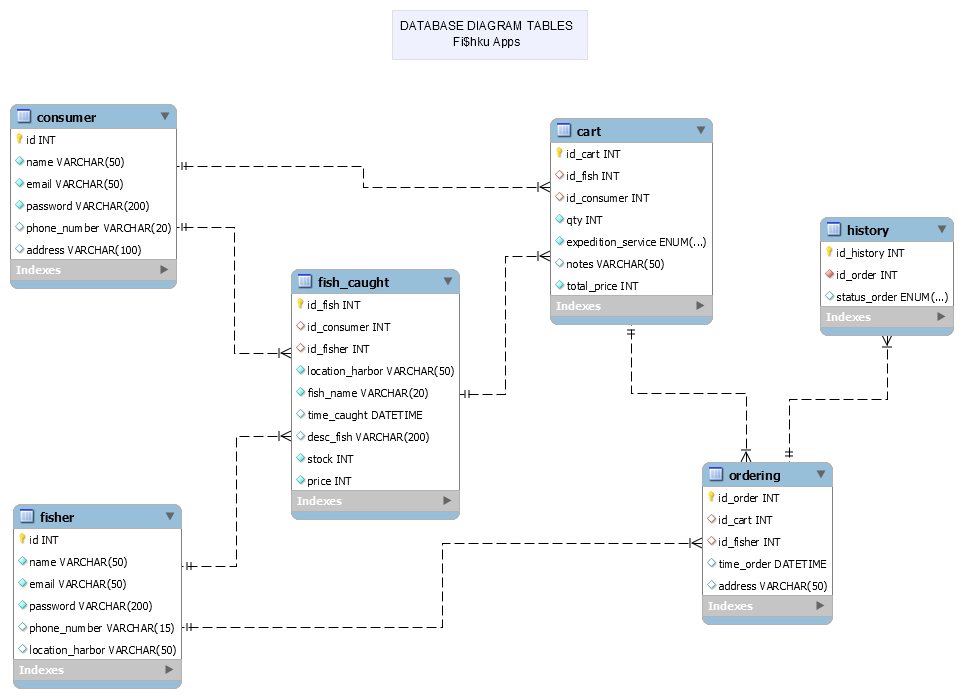 DATABASE DIAGRAM TABLES
Fi$hku Apps
consumer
id INT
name VARCHAR(50)
email VARCHAR(50)
password VARCHAR(200)
phone_number VARCHAR(20)
address VARCHAR(100)
Indexes
cart
id_cart INT
id_fish INT
id_consumer INT
qty INT
expedition_service ENUM(...)
notes VARCHAR(50)
total_price INT
Indexes
history
id_history INT
id_order INT
status_order ENUM(...)
Indexes
fish_caught
id_fish INT
id_consumer INT
id_fisher INT
location_harbor VARCHAR(50)
fish_name VARCHAR(20)
time_caught DATETIME
desc_fish VARCHAR(200)
stock INT
price INT
Indexes
ordering
id_order INT
id_cart INT
id_fisher INT
time_order DATETIME
address VARCHAR(50)
Indexes
fisher
id INT
name VARCHAR(50)
email VARCHAR(50)
password VARCHAR(200)
phone_number VARCHAR(15)
location_harbor VARCHAR(50)
Indexes